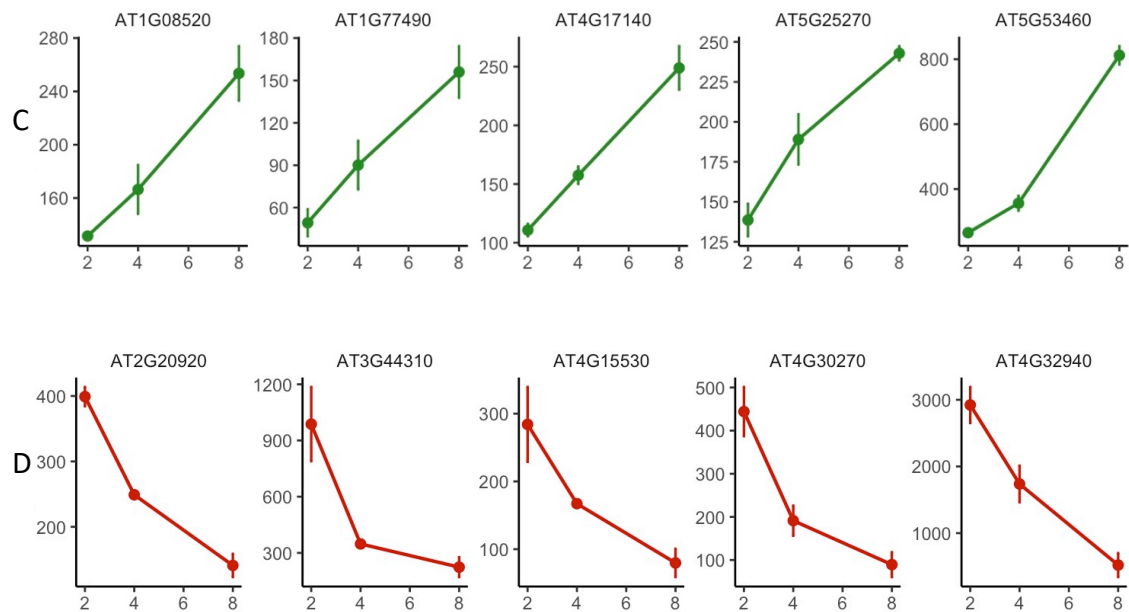 AT1G08520 AT1G77490 AT4G17140 AT5G25270 AT5G53460
C
280 240 200 160
180 150 120 90 60
250 200 150 100
250 225 200 175 150 125
800 600 400
2 4 6 8 2 4 6 8 2 4 6 8 2 4 6 8 2 4 6 8
AT2G20920 AT3G44310 AT4G15530 AT4G30270 AT4G32940
D
400 300 200
1200 900 600 300
300 200 100
500 400 300 200 100
3000 2000 1000
2 4 6 8 2 4 6 8 2 4 6 8 2 4 6 8 2 4 6 8